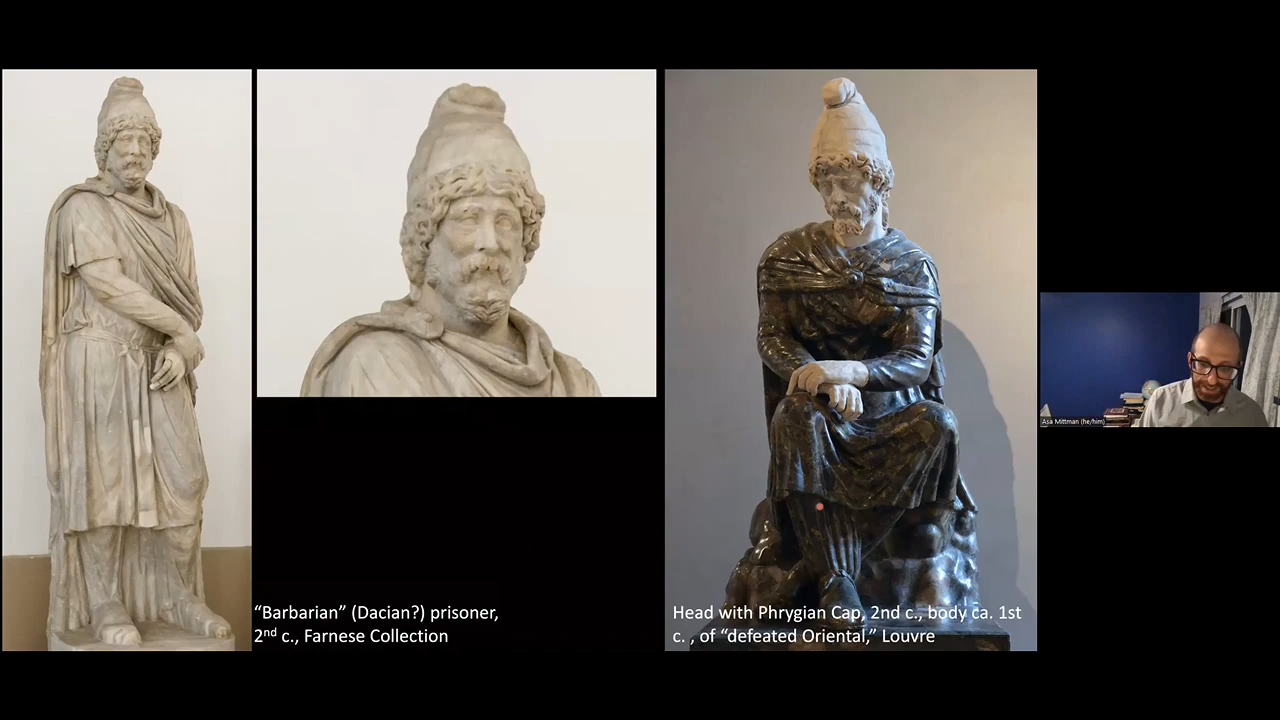 “Barbarian” (Dacian?) prisoner,
2nd c., Farnese Collection
Head with Phrygian Cap, 2nd c., body ca. 1st
c. , of “defeated Oriental,” Louvre
Asa Mittman (he/him)